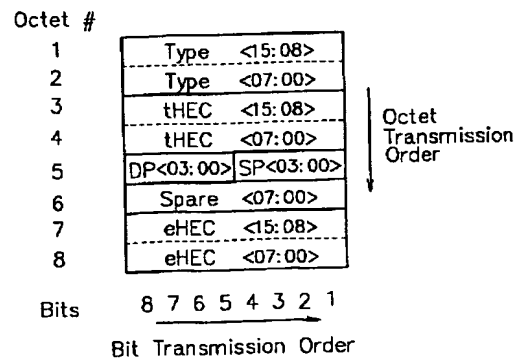 Octet #
1 Type <15:08>
2 Type <07:00>
3 tHEC <15:08>
4 tHEC <07:00>
5 DP<03:00> SP<03:00>
6 Spare <07:00>
7 eHEC <15:08>
8 eHEC <07:00>
Octet
Transmission
Order
Bits 8 7 6 5 4 3 2 1
Bit Transmission Order